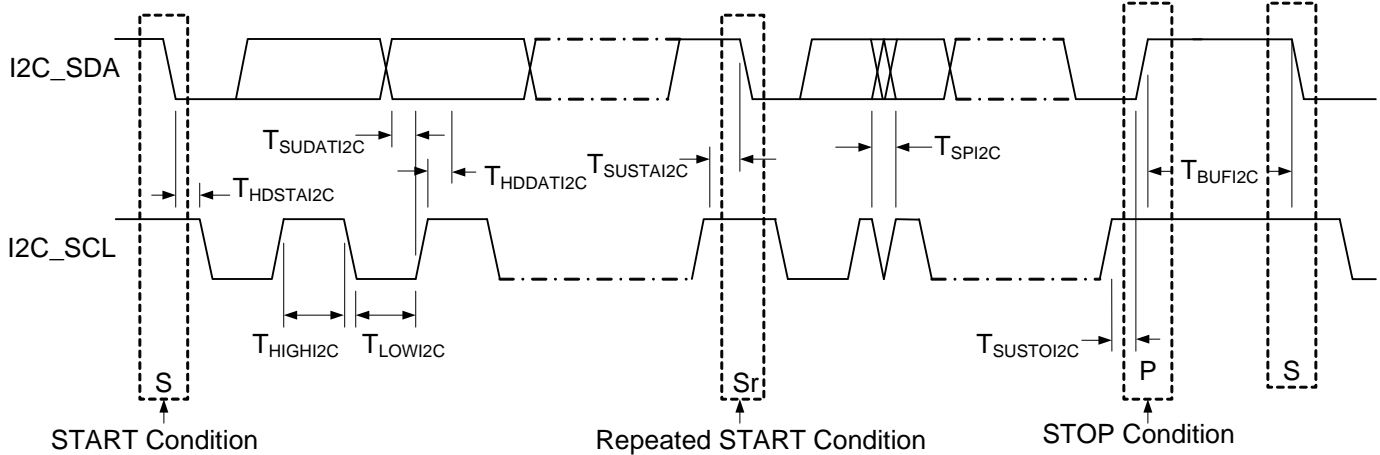 I2C_SDA
TSUDATI2C
THDSTAI2C
THDDATI2C
TSUSTAI2C
TSPI2C
TBUFI2C
I2C_SCL
THIGHI2C
TLOWI2C
TSUSTOI2C
S
Sr
P
S
START Condition
Repeated START Condition
STOP Condition